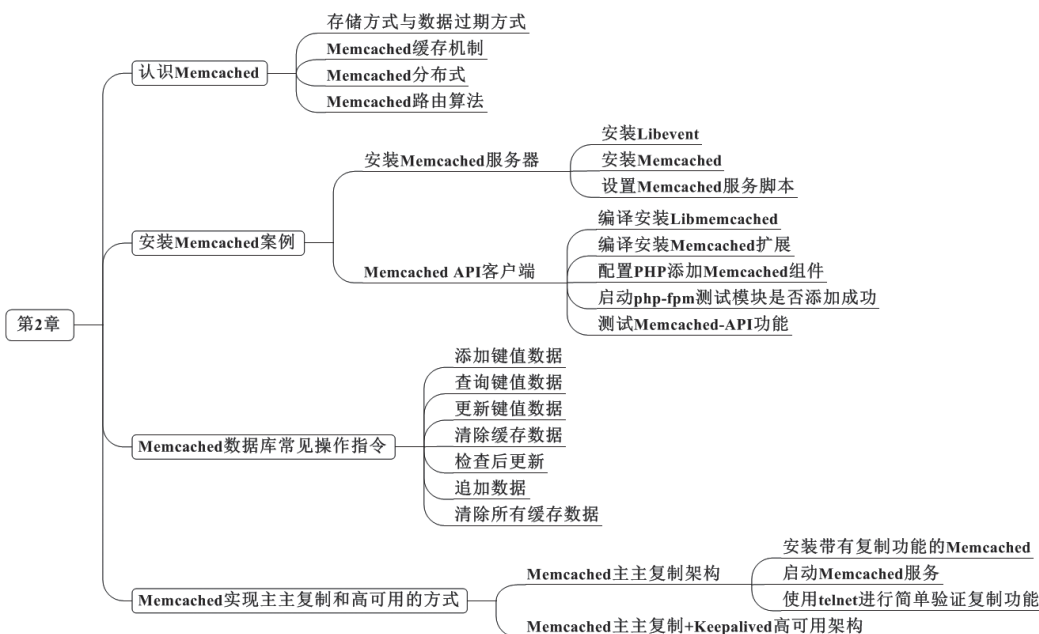 第2章
认识Memcached
存储方式与数据过期方式
Memcached缓存机制
Memcached分布式
Memcached路由算法
安装Memcached案例
安装Memcached服务器
安装Libevent
安装Memcached
设置Memcached服务脚本
Memcached API客户端
编译安装Libmemcached
编译安装Memcached扩展
配置PHP添加Memcached组件
启动php-fpm测试模块是否添加成功
测试Memcached-API功能
Memcached数据库常见操作指令
添加键值数据
查询键值数据
更新键值数据
清除缓存数据
检查后更新
追加数据
清除所有缓存数据
Memcached实现主主复制和高可用的方式
Memcached主主复制架构
安装带有复制功能的Memcached
启动Memcached服务
使用telnet进行简单验证复制功能
Memcached主主复制+Keepalived高可用架构